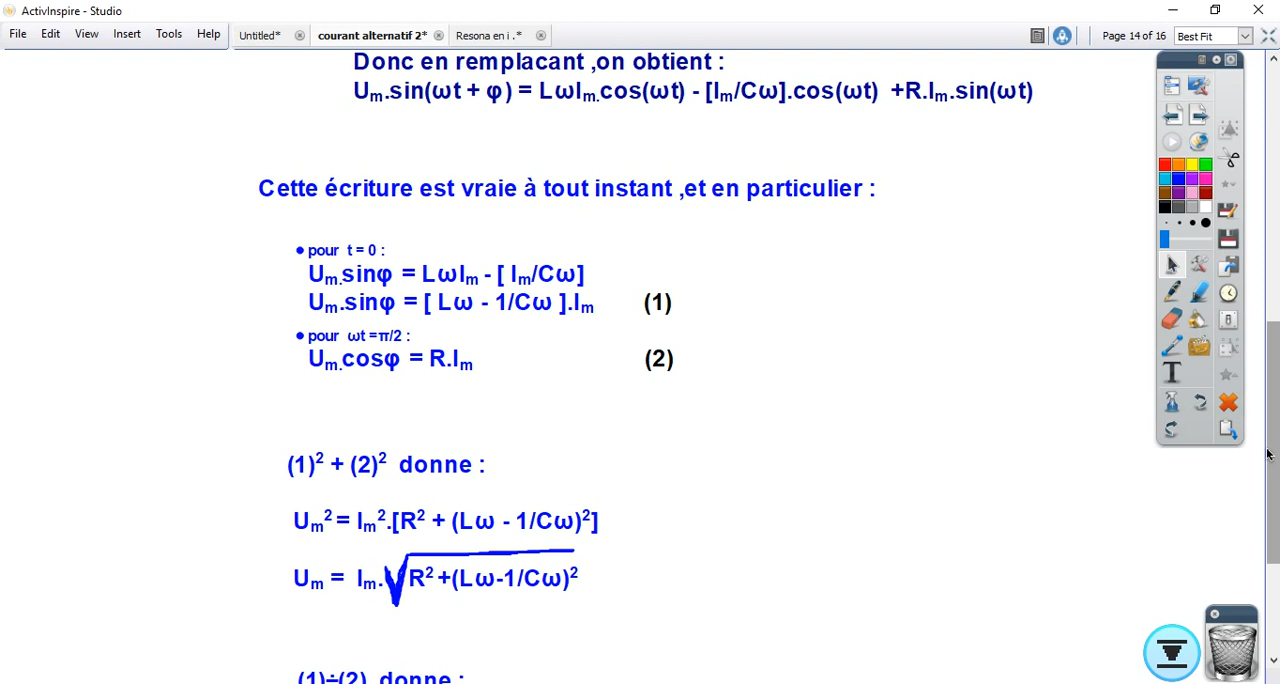 ActivInspire - Studio
File Edit View Insert Tools Help
Untitled* courant alternatif 2* Resona en i .*
Page 14 of 16 Best Fit
Donc en remplacant ,on obtient :
Uₘ.sin(ωt + φ) = LωIₘ.cos(ωt) - [Iₘ/Cω].cos(ωt) +R.Iₘ.sin(ωt)
Cette écriture est vraie à tout instant ,et en particulier :
• pour t = 0 :
Uₘ.sinφ = LωIₘ - [ Iₘ/Cω]
Uₘ.sinφ = [ Lω - 1/Cω ].Iₘ (1)
• pour ωt =π/2 :
Uₘ.cosφ = R.Iₘ (2)
(1)² + (2)² donne :
Uₘ² = Iₘ².[R² + (Lω - 1/Cω)²]
Uₘ = Iₘ.√R² +(Lω-1/Cω)²
(1)÷(2) donne :
T